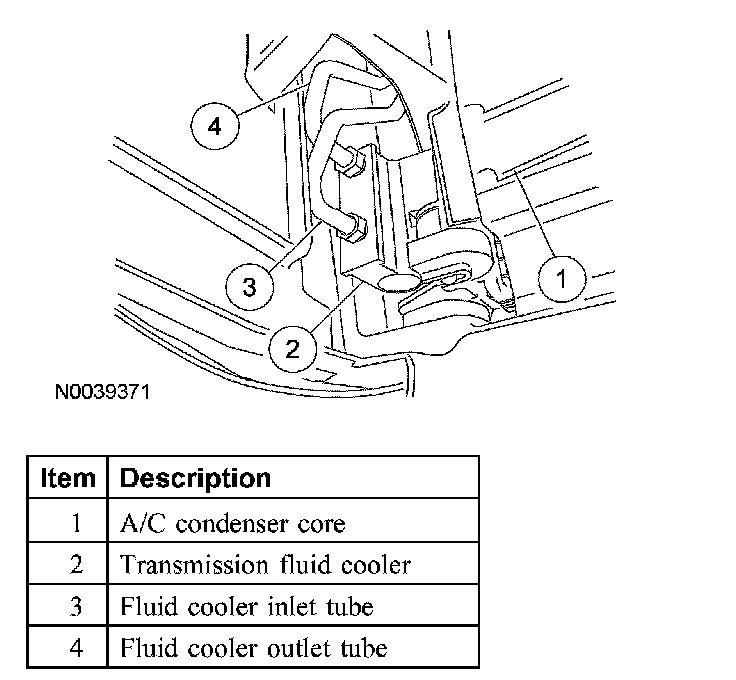 4
3
1
2
N0039371
Item Description
1 A/C condenser core
2 Transmission fluid cooler
3 Fluid cooler inlet tube
4 Fluid cooler outlet tube